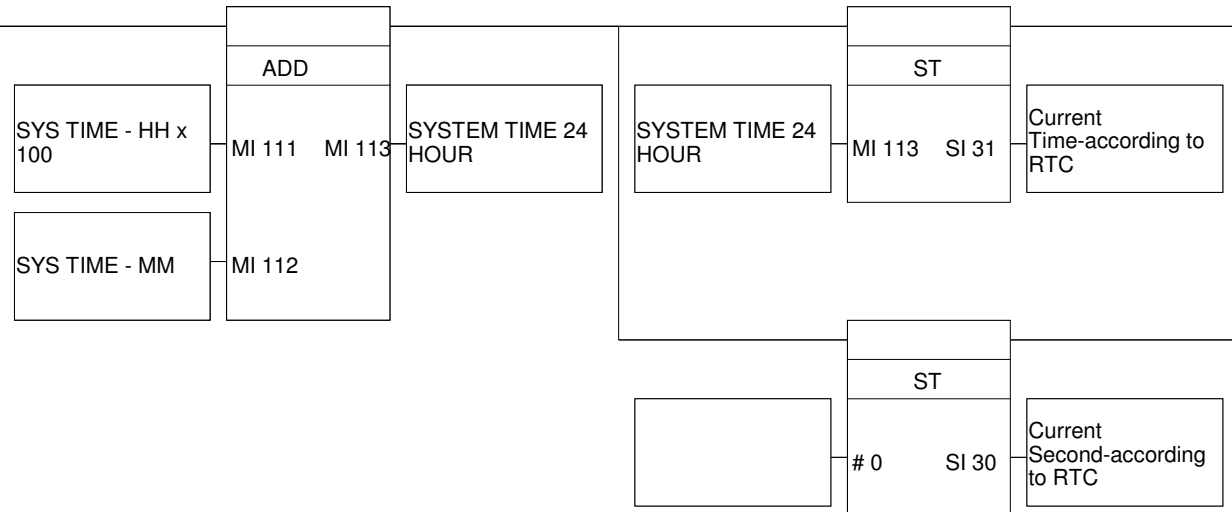 ADD
SYS TIME - HH x
100
MI 111
MI 113
SYSTEM TIME 24
HOUR
SYS TIME - MM
MI 112
ST
SYSTEM TIME 24
HOUR
MI 113
SI 31
Current
Time-according to
RTC
ST
# 0
SI 30
Current
Second-according
to RTC